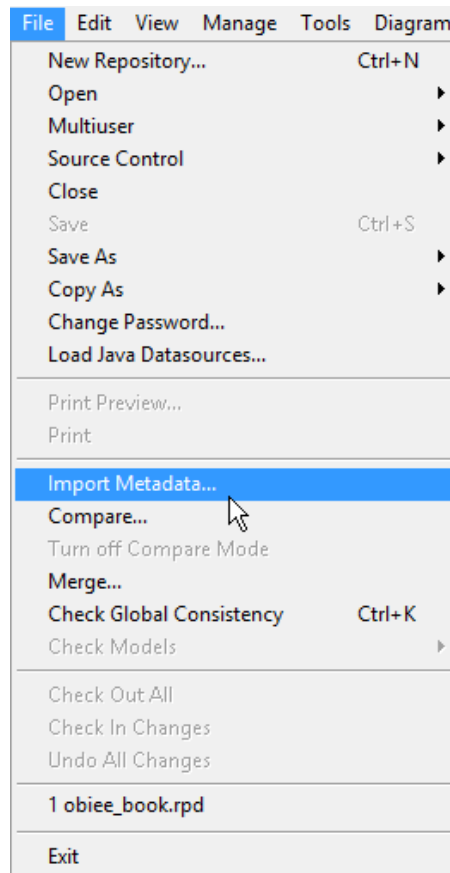 File Edit View Manage Tools Diagram
New Repository... Ctrl+N
Open
Multiuser
Source Control
Close
Save Ctrl+S
Save As
Copy As
Change Password...
Load Java Datasources...
Print Preview...
Print
Import Metadata...
Compare...
Turn off Compare Mode
Merge...
Check Global Consistency Ctrl+K
Check Models
Check Out All
Check In Changes
Undo All Changes
1 obiee_book.rpd
Exit